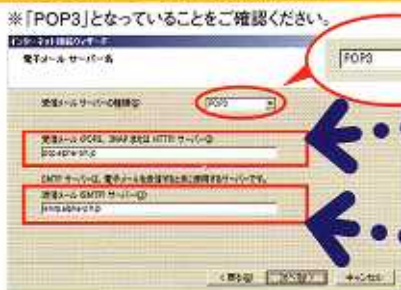 ※「POP3」となっていることをご確認ください。
インターネット接続ウィザード
電子メール サーバー名
POP3
受信メール サーバーの種類(S)
POP3
受信メール (POP3、IMAP または HTTP) サーバー(I)
SMTP サーバーは、電子メールを送信するときに使用するサーバーです。
送信メール (SMTP) サーバー(O)
< 戻る(B)
次へ(N) >
キャンセル